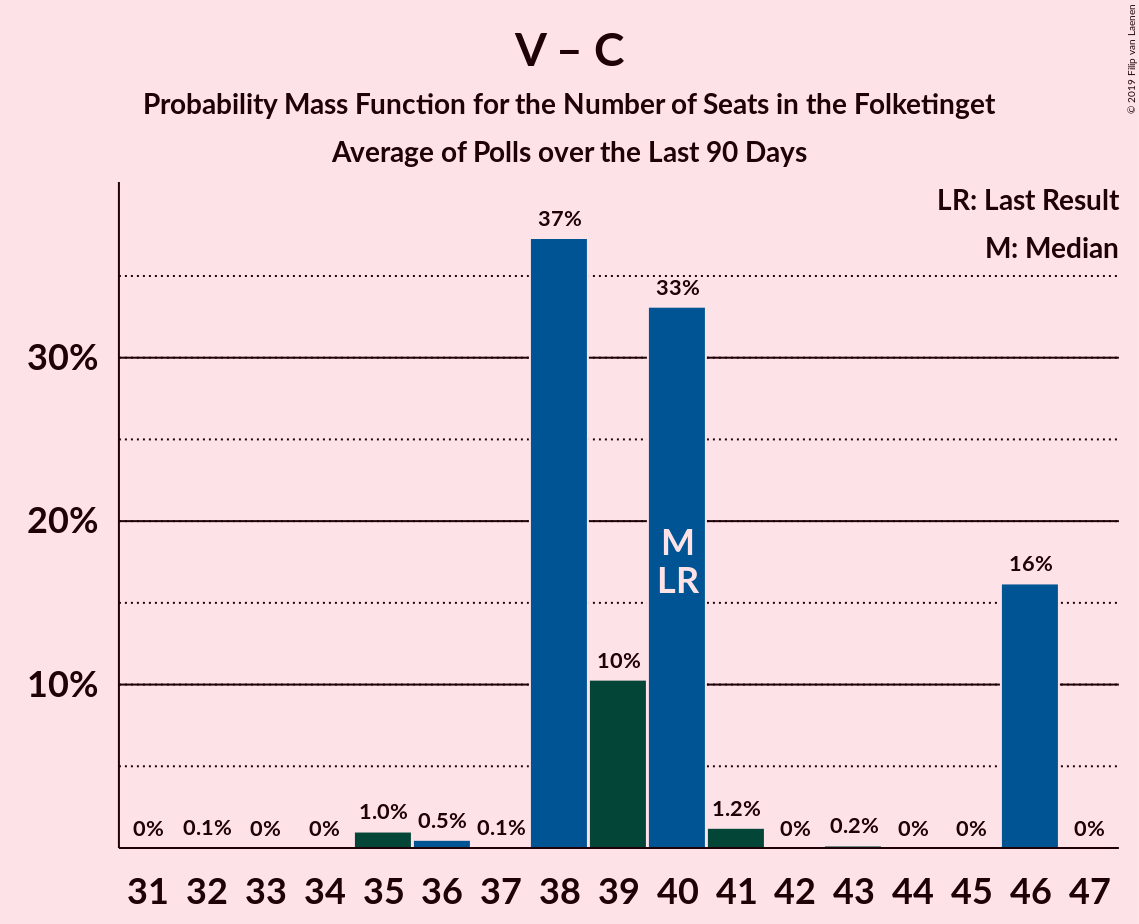 V – C
Probability Mass Function for the Number of Seats in the Folketinget
Average of Polls over the Last 90 Days
© 2019 Filip van Laenen
LR: Last Result
M: Median
30%
20%
10%
0%
0.1%
0%
0%
1.0%
0.5%
0.1%
37%
10%
33%
1.2%
0%
0.2%
0%
0%
16%
0%
M
LR
31 32 33 34 35 36 37 38 39 40 41 42 43 44 45 46 47